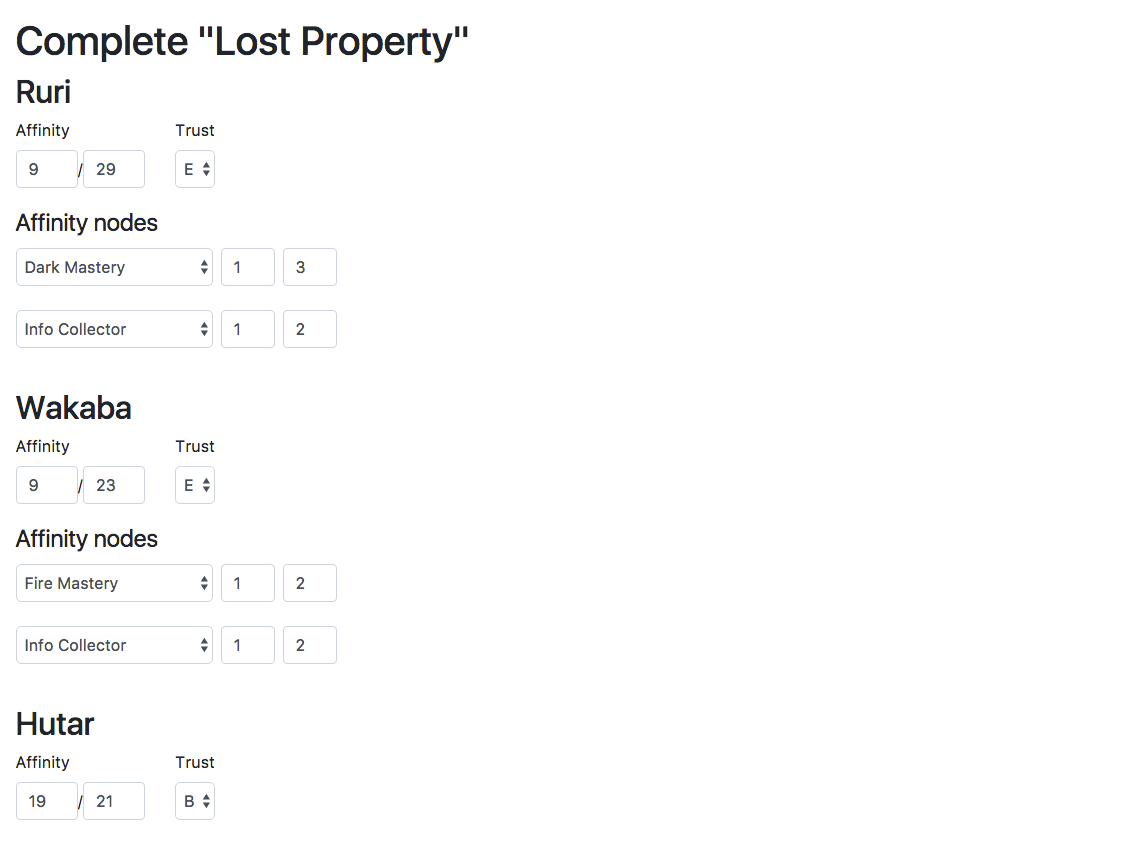 Complete "Lost Property"
Ruri
Affinity Trust
9 / 29 E
Affinity nodes
Dark Mastery 1 3
Info Collector 1 2
Wakaba
Affinity Trust
9 / 23 E
Affinity nodes
Fire Mastery 1 2
Info Collector 1 2
Hutar
Affinity Trust
19 / 21 B